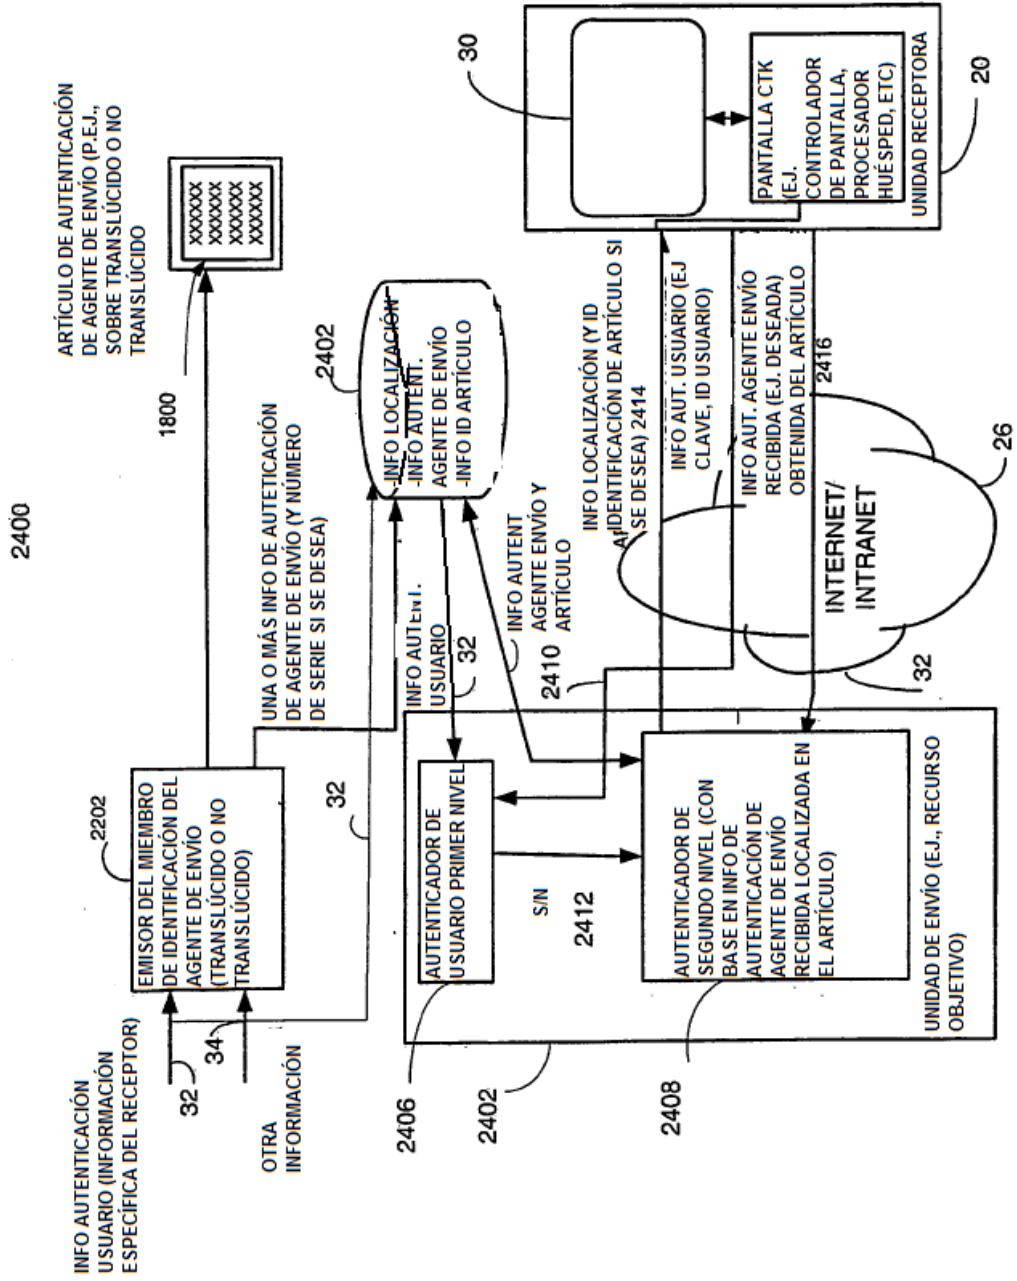 2400
ARTÍCULO DE AUTENTICACIÓN
DE AGENTE DE ENVÍO (P.EJ.,
SOBRE TRANSLÚCIDO O NO
TRANSLÚCIDO
XXXXXX
XXXXXX
XXXXXX
XXXXXX
1800
2202
EMISOR DEL MIEMBRO
DE IDENTIFICACIÓN DEL
AGENTE DE ENVÍO
(TRANSLÚCIDO O NO
TRANSLÚCIDO)
INFO AUTENTICACIÓN
USUARIO (INFORMACIÓN
ESPECÍFICA DEL RECEPTOR)
32
34
OTRA
INFORMACIÓN
UNA O MÁS INFO DE AUTETICACIÓN
DE AGENTE DE ENVÍO (Y NÚMERO
DE SERIE SI SE DESEA)
32
2402
-INFO LOCALIZACIÓN
-INFO AUTENT.
AGENTE DE ENVÍO
-INFO ID ARTÍCULO
INFO AUTENT.
USUARIO
32
INFO AUTENT
AGENTE ENVÍO Y
ARTÍCULO
2410
2406
AUTENTICADOR DE
USUARIO PRIMER NIVEL
S/N
2412
2402
2408
AUTENTICADOR DE
SEGUNDO NIVEL (CON
BASE EN INFO DE
AUTENTICACIÓN DE
AGENTE DE ENVÍO
RECIBIDA LOCALIZADA EN
EL ARTÍCULO)
UNIDAD DE ENVÍO (EJ., RECURSO
OBJETIVO)
INFO LOCALIZACIÓN (Y ID
IDENTIFICACIÓN DE ARTÍCULO SI
SE DESEA) 2414
INFO AUT. USUARIO (EJ
CLAVE, ID USUARIO)
INFO AUT. AGENTE ENVÍO
RECIBIDA (EJ. DESEADA)
OBTENIDA DEL ARTÍCULO
2416
INTERNET/
INTRANET
26
32
30
PANTALLA CTK
(EJ.
CONTROLADOR
DE PANTALLA,
PROCESADOR
HUÉSPED, ETC)
UNIDAD RECEPTORA
20